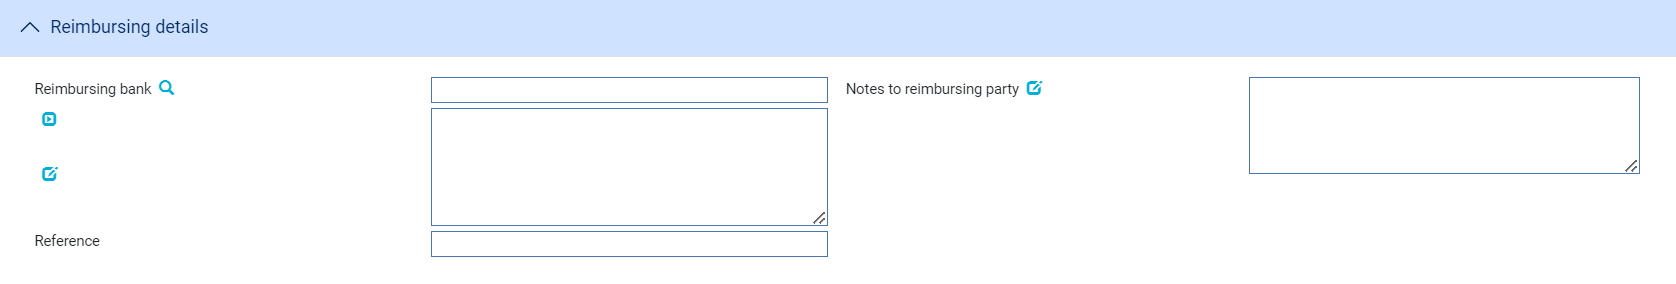 Reimbursing details
Reimbursing bank
Notes to reimbursing party
Reference